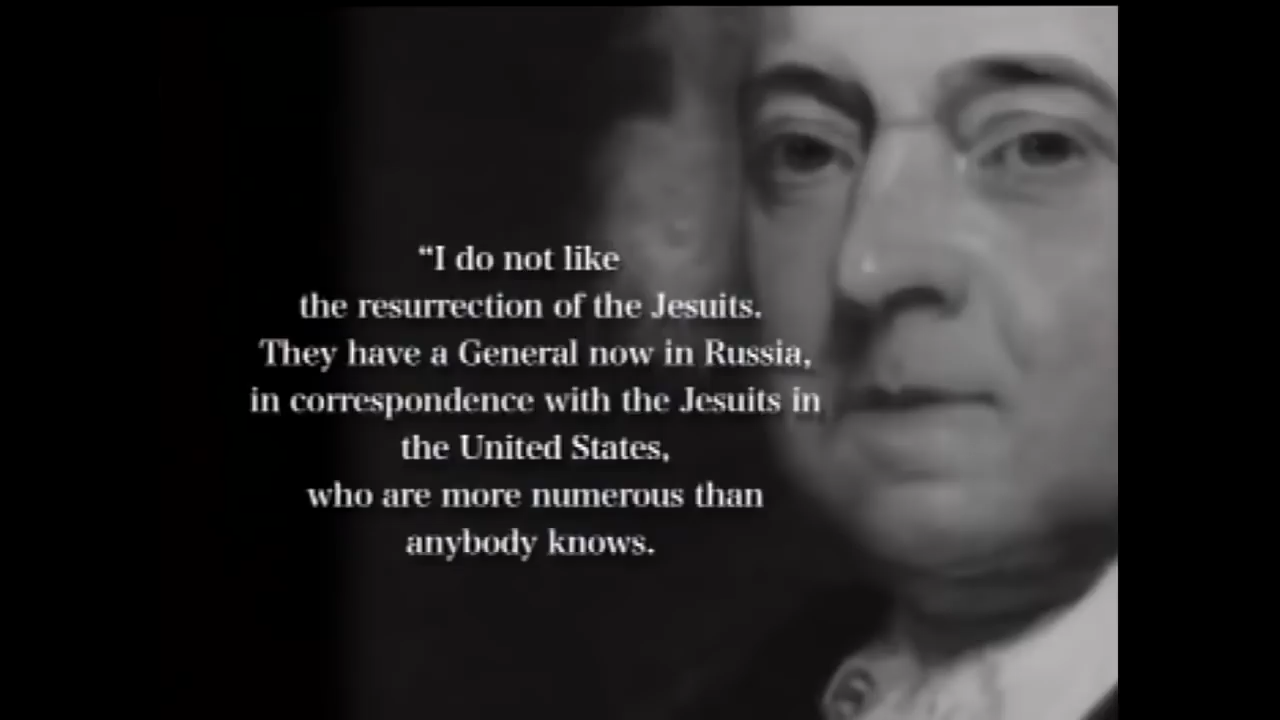 “I do not like
the resurrection of the Jesuits.
They have a General now in Russia,
in correspondence with the Jesuits in
the United States,
who are more numerous than
anybody knows.